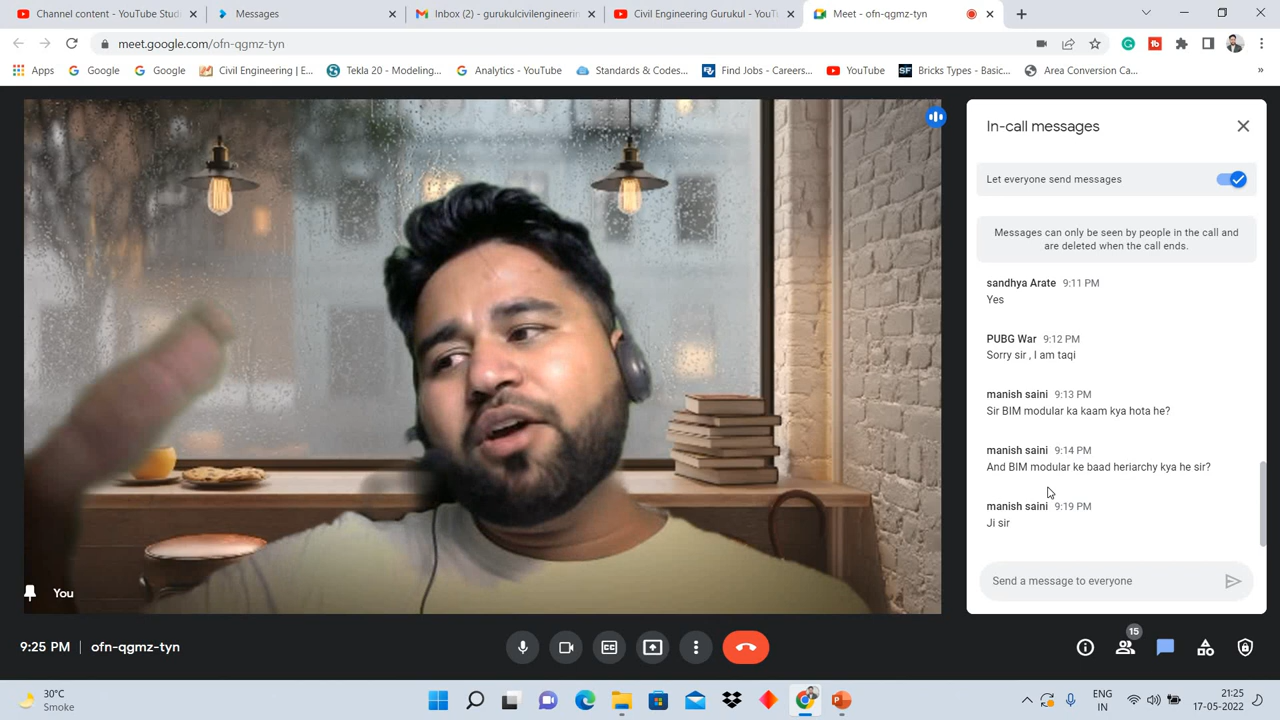 Channel content - YouTube Stud
Messages
Inbox (2) - gurukulcivilengineerin
Civil Engineering Gurukul - YouT
Meet - ofn-qgmz-tyn
meet.google.com/ofn-qgmz-tyn
Apps
Google
Google
Civil Engineering | E...
Tekla 20 - Modeling...
Analytics - YouTube
Standards & Codes...
Find Jobs - Careers...
YouTube
SF
Bricks Types - Basic...
Area Conversion Ca...
»
In-call messages
Let everyone send messages
Messages can only be seen by people in the call and
are deleted when the call ends.
sandhya Arate 9:11 PM
Yes
PUBG War 9:12 PM
Sorry sir , I am taqi
manish saini 9:13 PM
Sir BIM modular ka kaam kya hota he?
manish saini 9:14 PM
And BIM modular ke baad heriarchy kya he sir?
manish saini 9:19 PM
Ji sir
Send a message to everyone
You
9:25 PM | ofn-qgmz-tyn
CC
15
30°C
Smoke
ENG
IN
21:25
17-05-2022